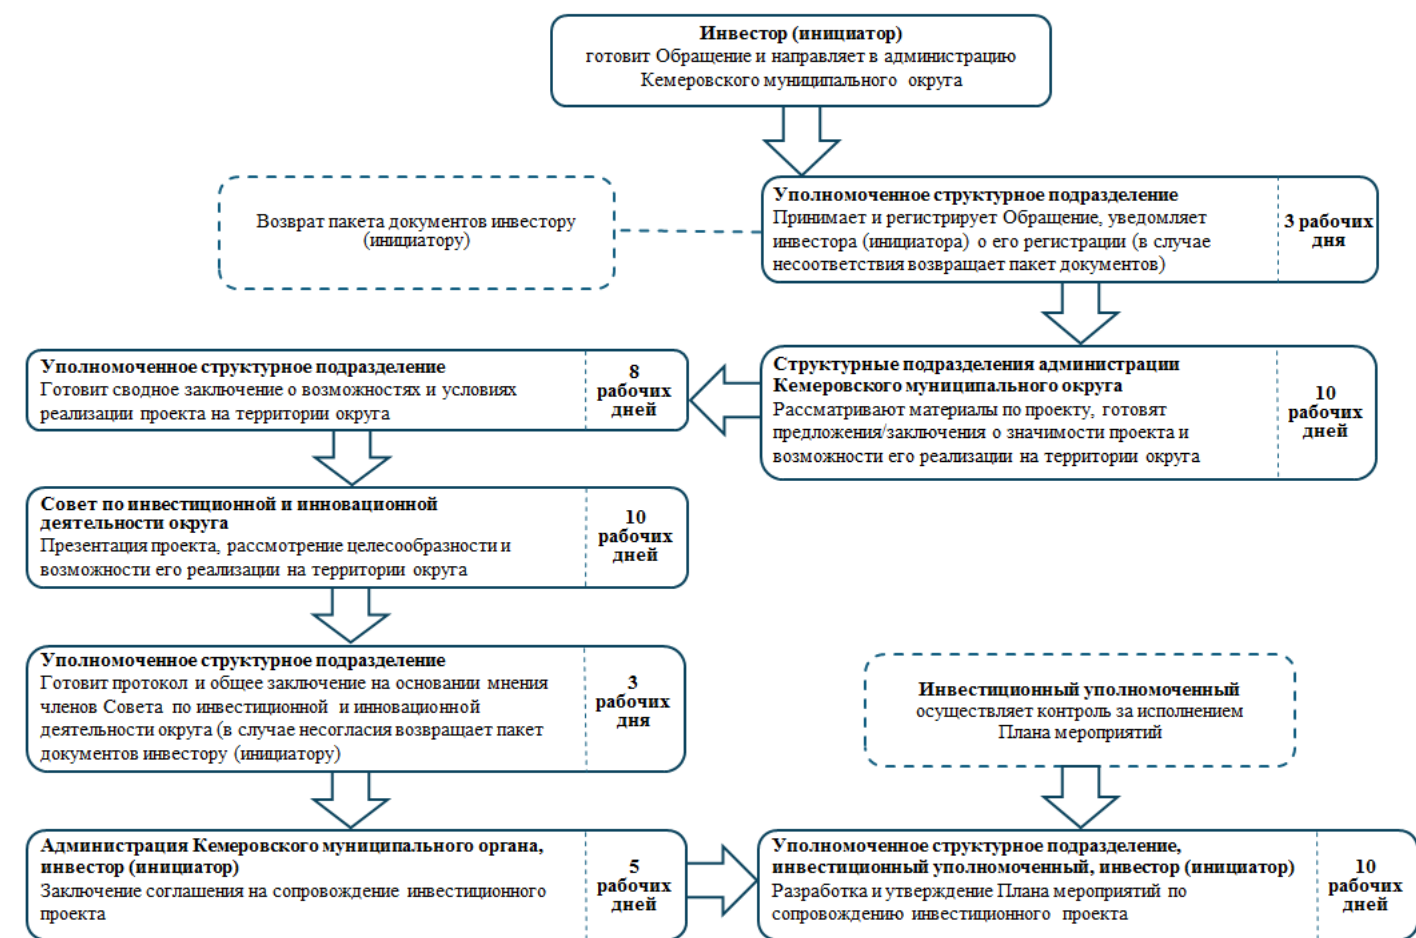 Инвестор (инициатор)
готовит Обращение и направляет в администрацию
Кемеровского муниципального округа
Возврат пакета документов инвестору
(инициатору)
Уполномоченное структурное подразделение
Принимает и регистрирует Обращение, уведомляет
инвестора (инициатора) о его регистрации (в случае
несоответствия возвращает пакет документов)
3 рабочих
дня
Структурные подразделения администрации
Кемеровского муниципального округа
Рассматривают материалы по проекту, готовят
предложения/заключения о значимости проекта и
возможности его реализации на территории округа
10
рабочих
дней
Уполномоченное структурное подразделение
Готовит сводное заключение о возможностях и условиях
реализации проекта на территории округа
8
рабочих
дней
Совет по инвестиционной и инновационной
деятельности округа
Презентация проекта, рассмотрение целесообразности и
возможности его реализации на территории округа
10
рабочих
дней
Уполномоченное структурное подразделение
Готовит протокол и общее заключение на основании мнения
членов Совета по инвестиционной и инновационной
деятельности округа (в случае несогласия возвращает пакет
документов инвестору (инициатору)
3
рабочих
дня
Администрация Кемеровского муниципального органа,
инвестор (инициатор)
Заключение соглашения на сопровождение инвестиционного
проекта
5
рабочих
дней
Инвестиционный уполномоченный
осуществляет контроль за исполнением
Плана мероприятий
Уполномоченное структурное подразделение,
инвестиционный уполномоченный, инвестор (инициатор)
Разработка и утверждение Плана мероприятий по
сопровождению инвестиционного проекта
10
рабочих
дней